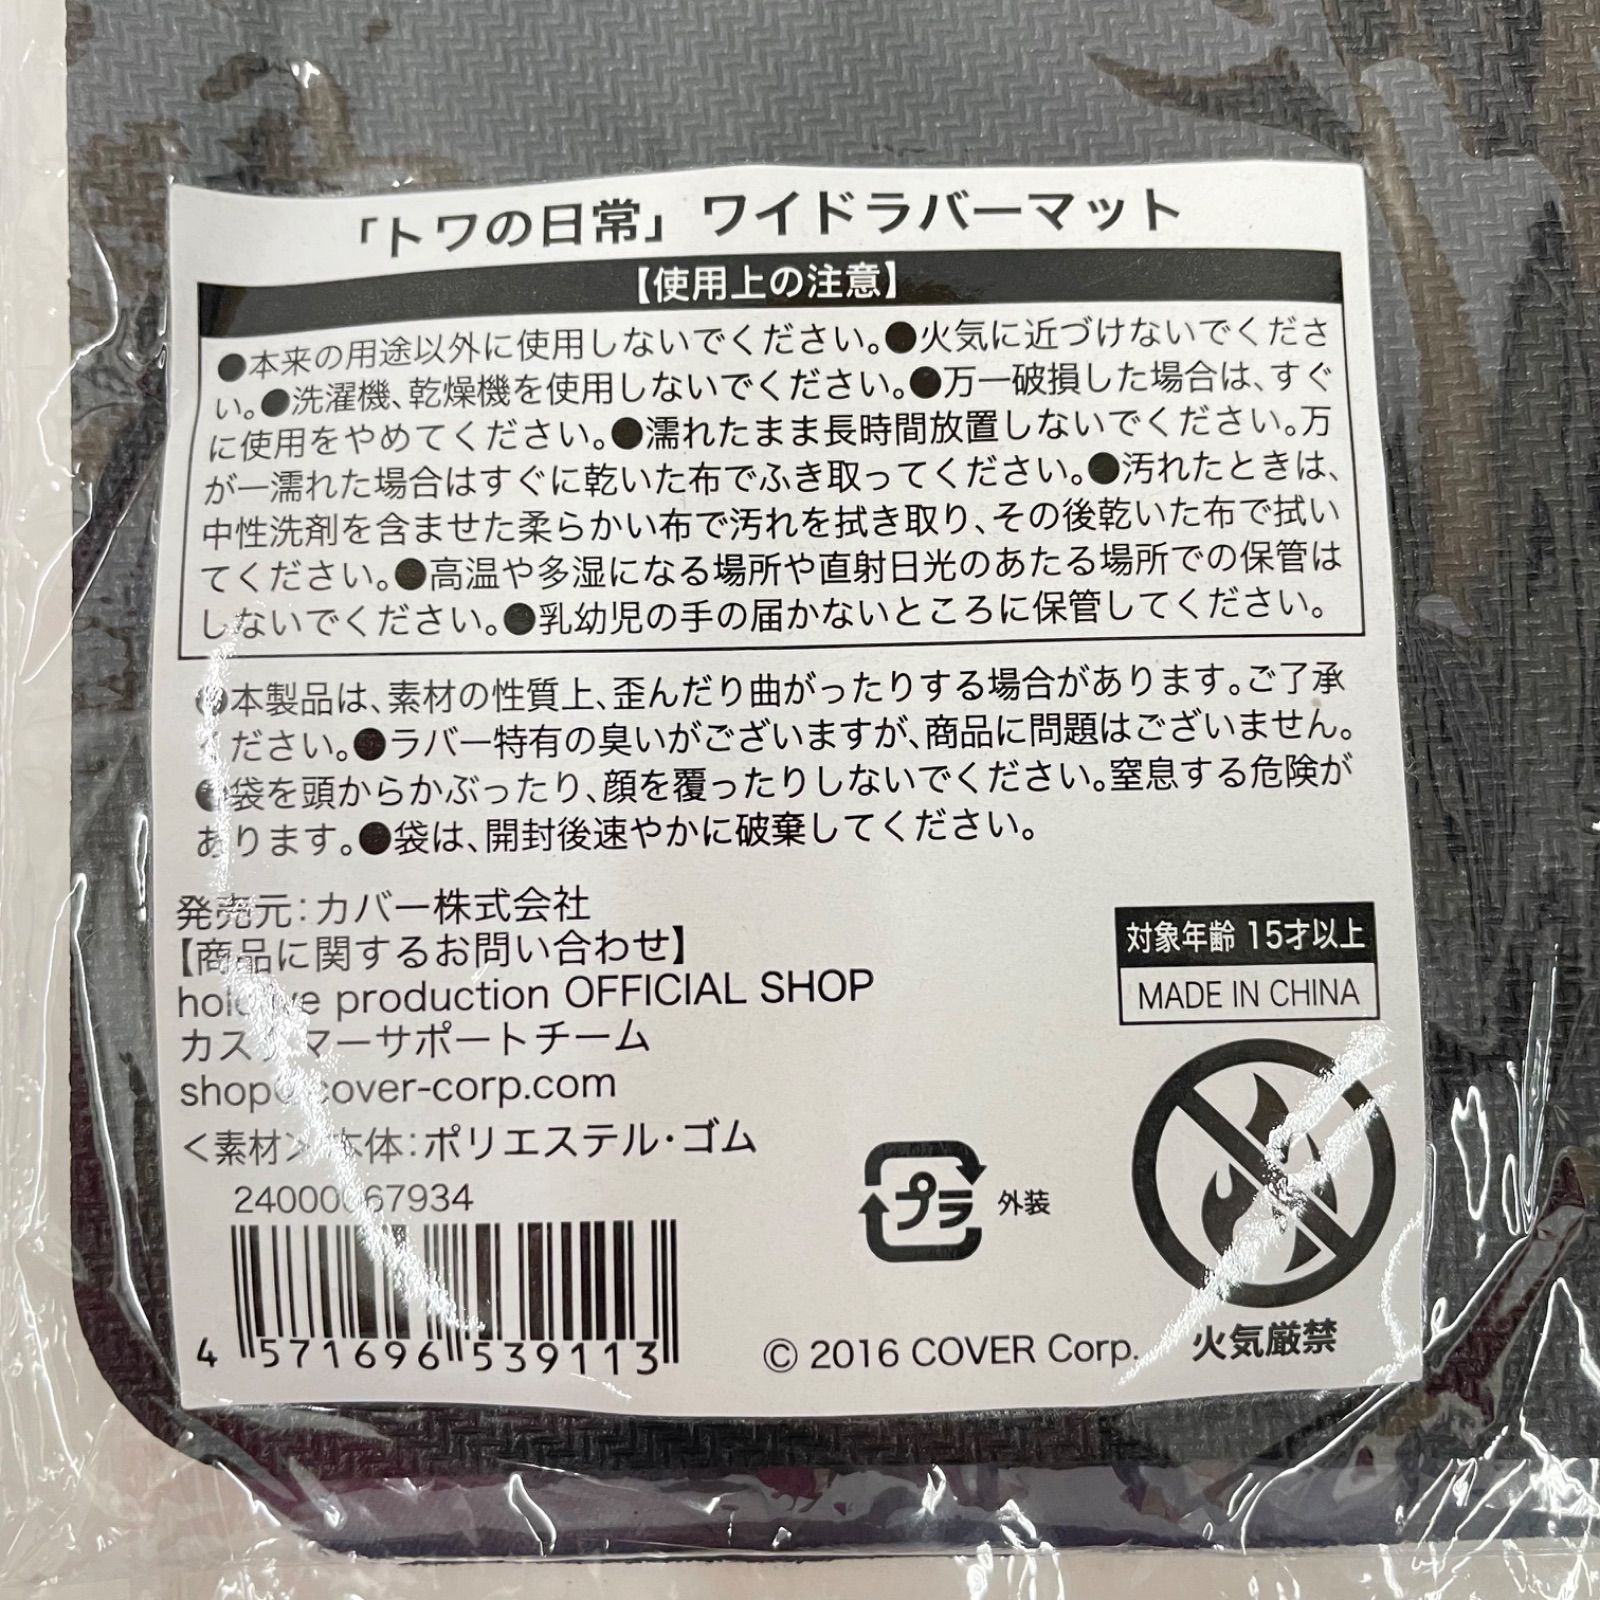 「トワの日常」ワイドラバーマット
【使用上の注意】
●本来の用途以外に使用しないでください。●火気に近づけないでくださ
い。●洗濯機、乾燥機を使用しないでください。●万一破損した場合は、すぐ
に使用をやめてください。●濡れたまま長時間放置しないでください。万
が一濡れた場合はすぐに乾いた布でふき取ってください。●汚れたときは、
中性洗剤を含ませた柔らかい布で汚れを拭き取り、その後乾いた布で拭い
てください。●高温や多湿になる場所や直射日光のあたる場所での保管は
しないでください。●乳幼児の手の届かないところに保管してください。
●本製品は、素材の性質上、歪んだり曲がったりする場合があります。ご了承
ください。●ラバー特有の臭いがございますが、商品に問題はございません。
●袋を頭からかぶったり、顔を覆ったりしないでください。窒息する危険が
あります。●袋は、開封後速やかに破棄してください。
発売元：カバー株式会社
【商品に関するお問い合わせ】
hololive production OFFICIAL SHOP
カスタマーサポートチーム
shop@cover-corp.com
＜素材＞本体：ポリエステル・ゴム
対象年齢 15才以上
MADE IN CHINA
プラ 外装
火気厳禁
4 571696 539113
© 2016 COVER Corp.